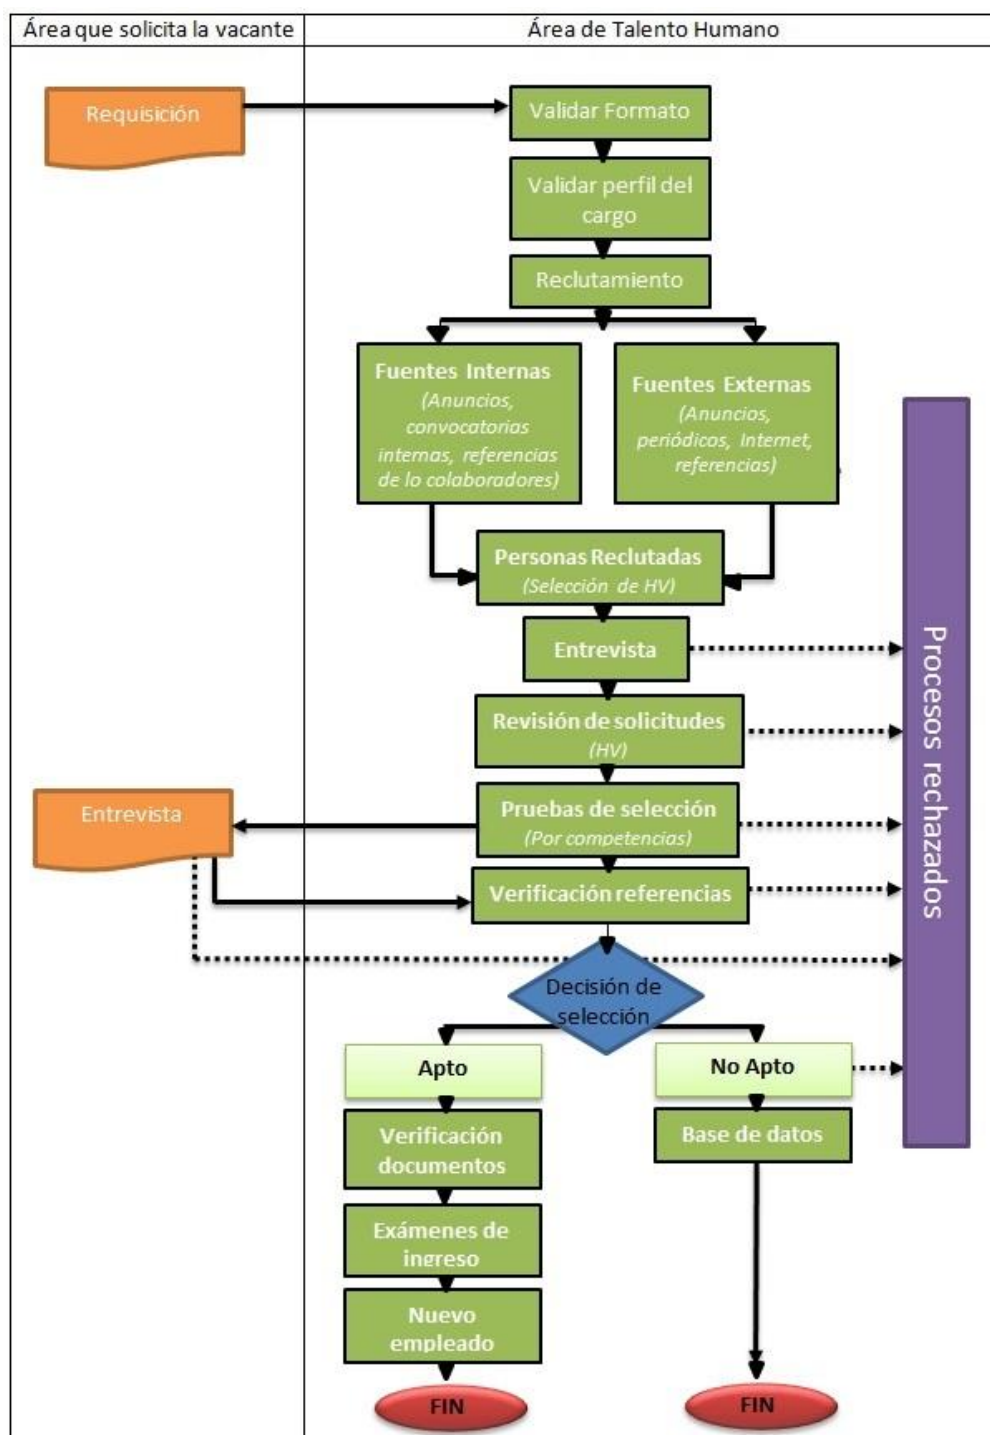 Área que solicita la vacante
Área de Talento Humano
Requisición
Validar Formato
Validar perfil del
cargo
Reclutamiento
Fuentes Internas
(Anuncios,
convocatorias
internas, referencias
de lo colaboradores)
Fuentes Externas
(Anuncios,
periódicos, Internet,
referencias)
Personas Reclutadas
(Selección de HV)
Entrevista
Revisión de solicitudes
(HV)
Entrevista
Pruebas de selección
(Por competencias)
Verificación referencias
Procesos rechazados
Decisión de
selección
Apto
No Apto
Verificación
documentos
Base de datos
Exámenes de
ingreso
Nuevo
empleado
FIN
FIN